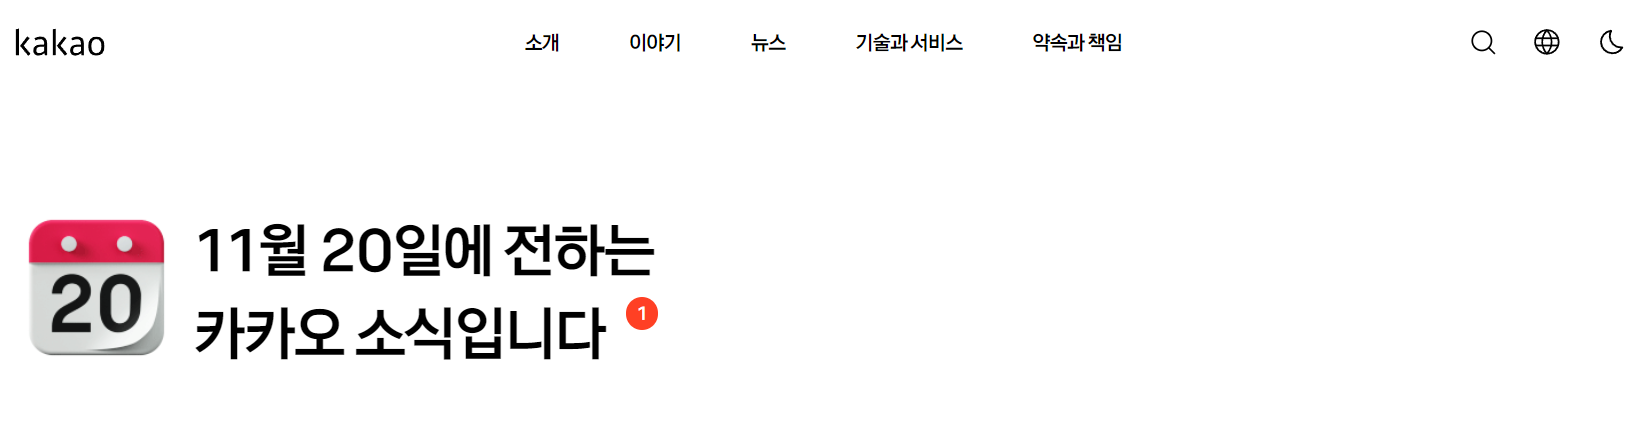 kakao
소개 이야기 뉴스 기술과 서비스 약속과 책임
20
11월 20일에 전하는
카카오 소식입니다 1